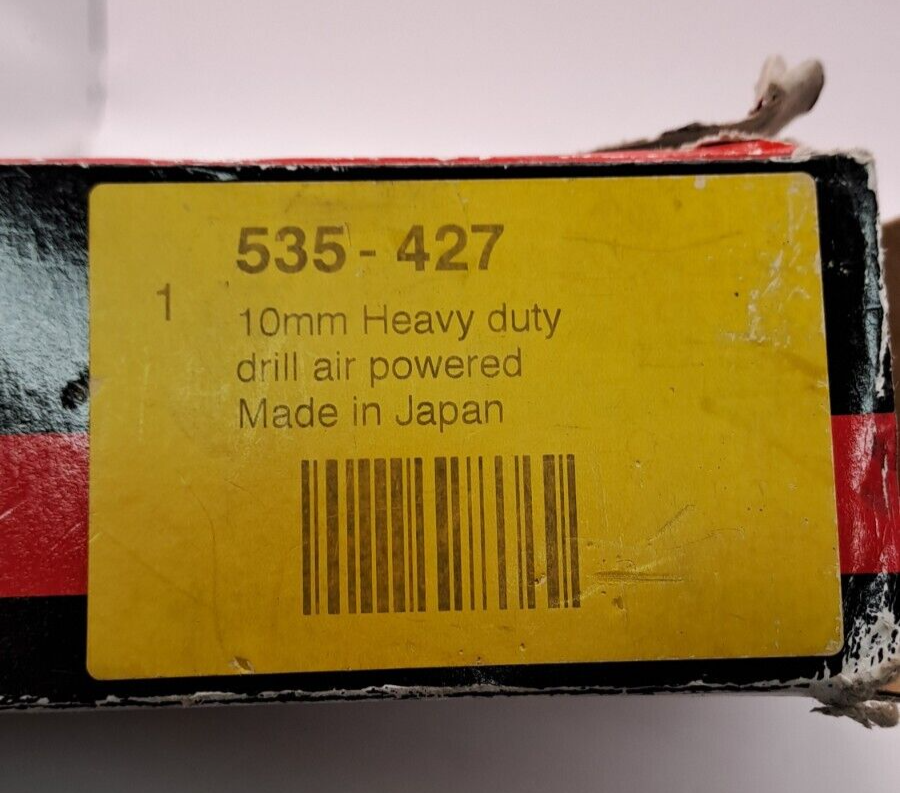 535-427
1
10mm Heavy duty
drill air powered
Made in Japan